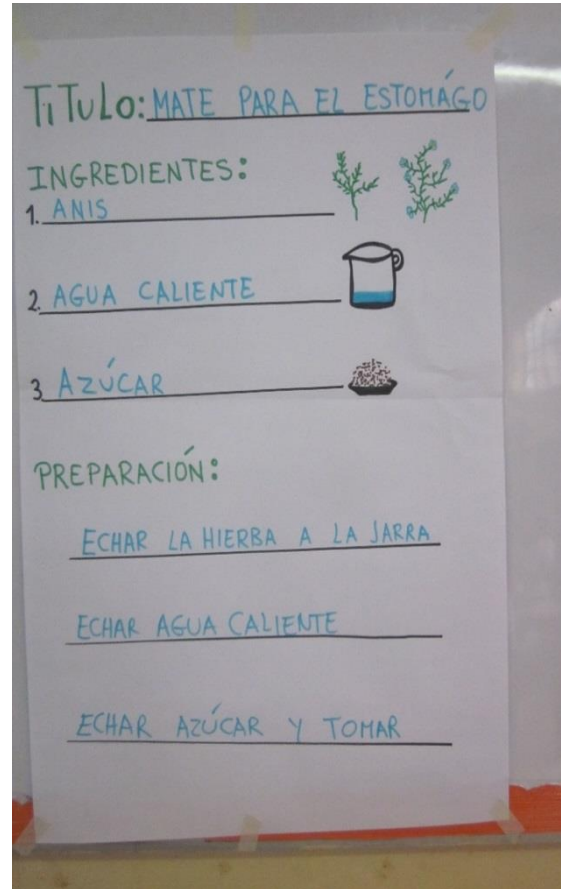 TiTULO: MATE PARA EL ESTOMÁGO
INGREDIENTES:
1. ANIS
2. AGUA CALIENTE
3 AZÚCAR
PREPARACIÓN:
ECHAR LA HIERBA A LA JARRA
ECHAR AGUA CALIENTE
ECHAR AZÚCAR Y TOMAR